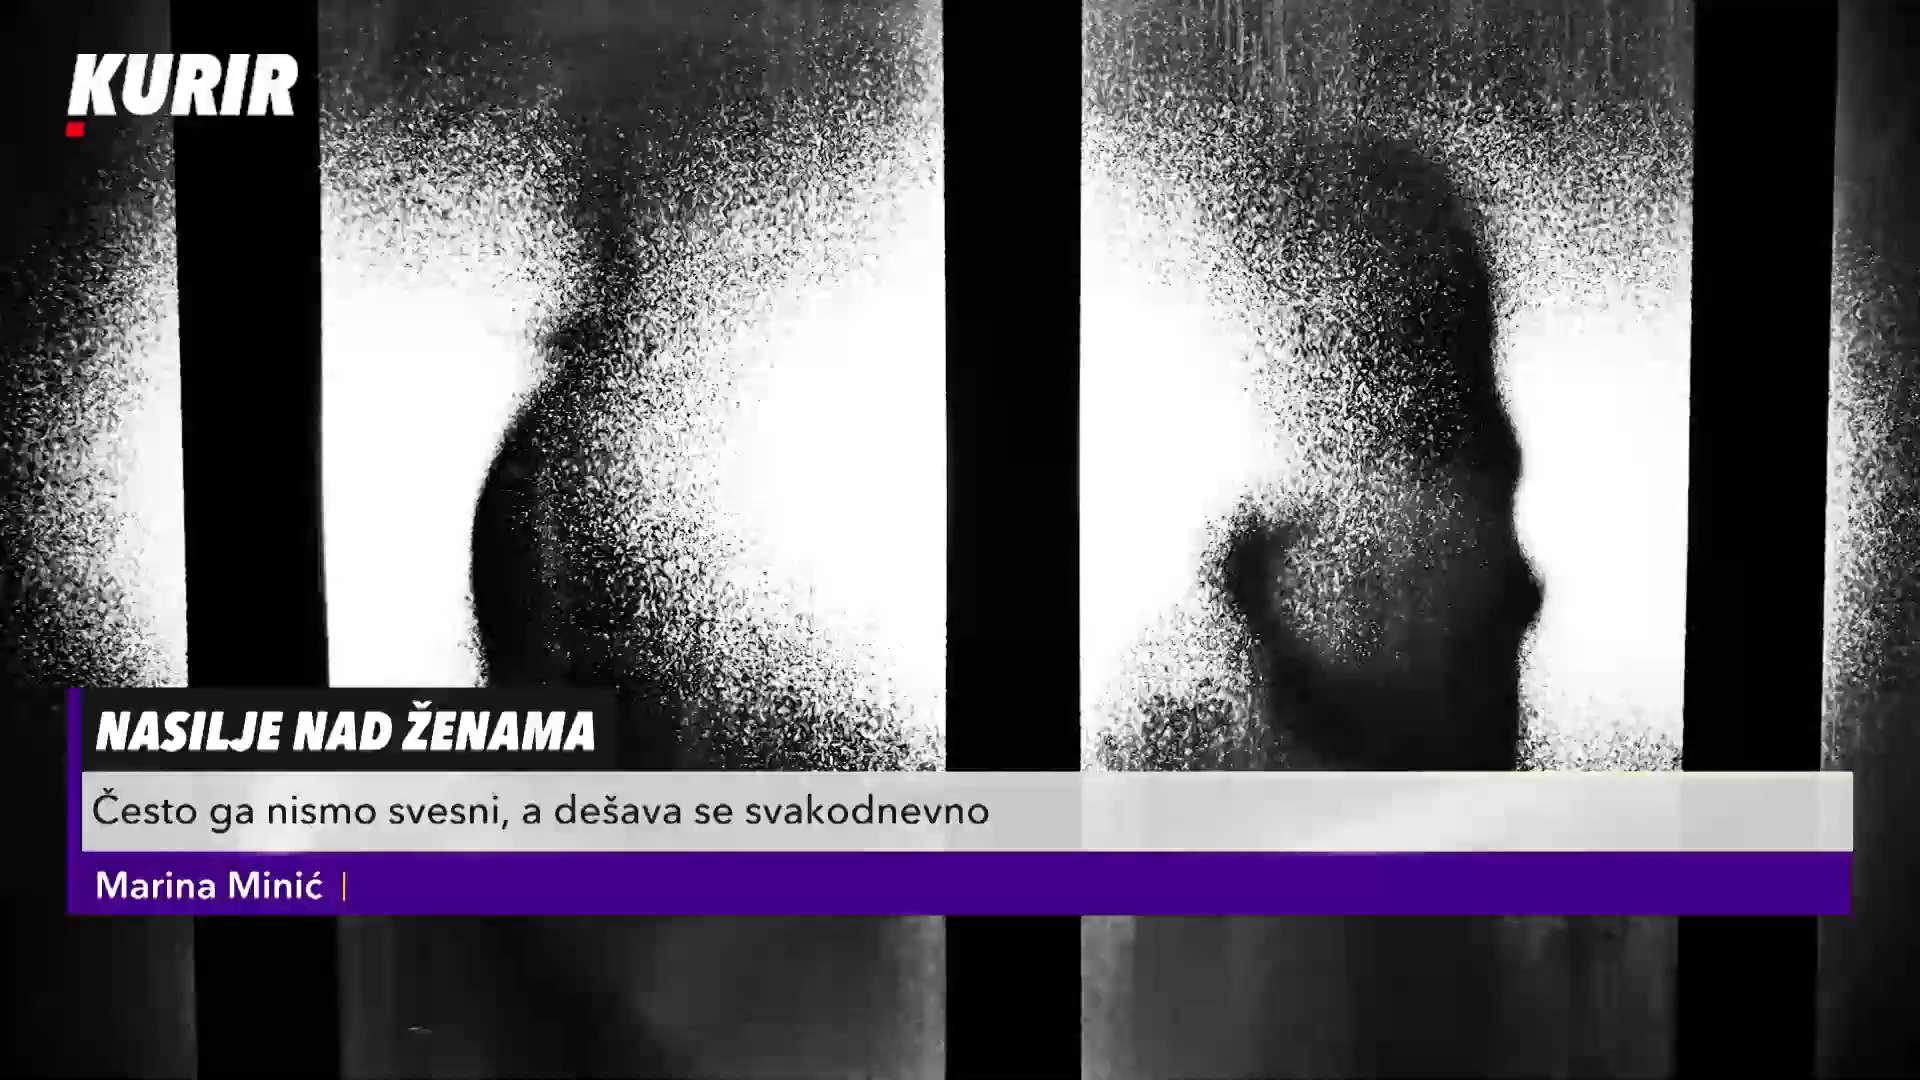 KURIR
NASILJE NAD ŽENAMA
Često ga nismo svesni, a dešava se svakodnevno
Marina Minić |